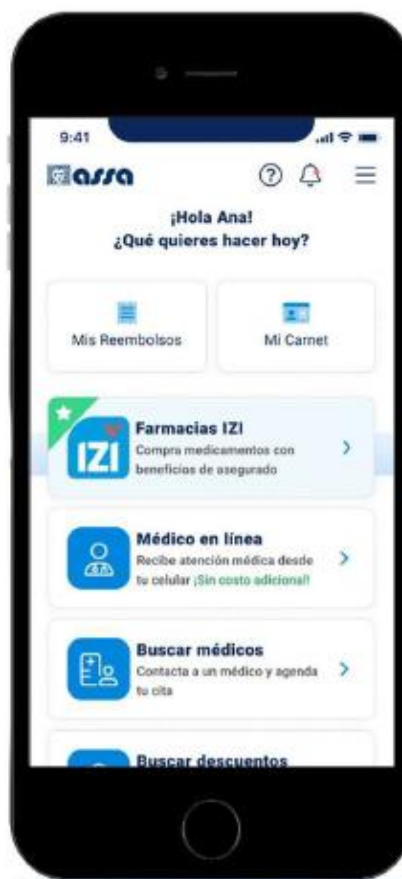 9:41
assa
¡Hola Ana!
¿Qué quieres hacer hoy?
Mis Reembolsos
Mi Carnet
IZI
Farmacias IZI
Compra medicamentos con
beneficios de asegurado
Médico en línea
Recibe atención médica desde
tu celular ¡Sin costo adicional!
Buscar médicos
Contacta a un médico y agenda
tu cita
Buscar descuentos